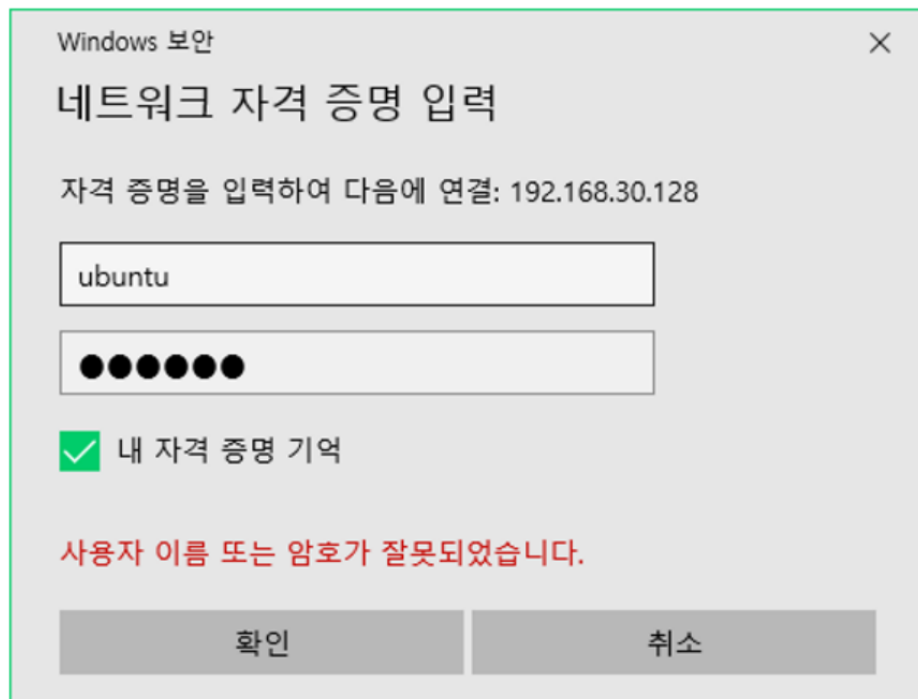 Windows 보안
네트워크 자격 증명 입력
자격 증명을 입력하여 다음에 연결: 192.168.30.128
ubuntu
●●●●●●
내 자격 증명 기억
사용자 이름 또는 암호가 잘못되었습니다.
확인
취소